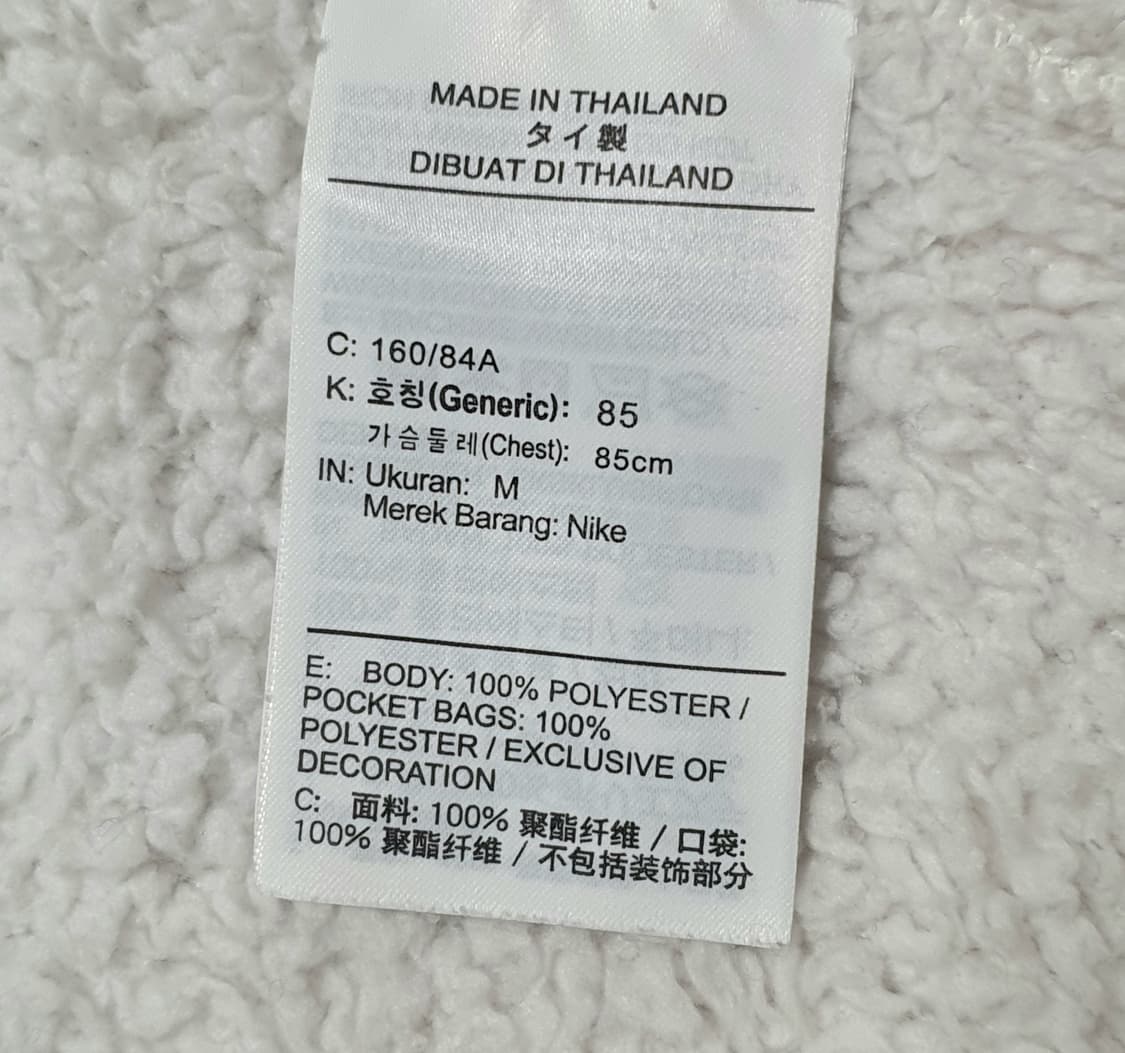 MADE IN THAILAND
タイ製
DIBUAT DI THAILAND
C: 160/84A
K: 호칭(Generic): 85
가슴둘레(Chest): 85cm
IN: Ukuran: M
Merek Barang: Nike
E: BODY: 100% POLYESTER /
POCKET BAGS: 100%
POLYESTER / EXCLUSIVE OF
DECORATION
C: 面料: 100% 聚酯纤维 / 口袋:
100% 聚酯纤维 / 不包括装饰部分